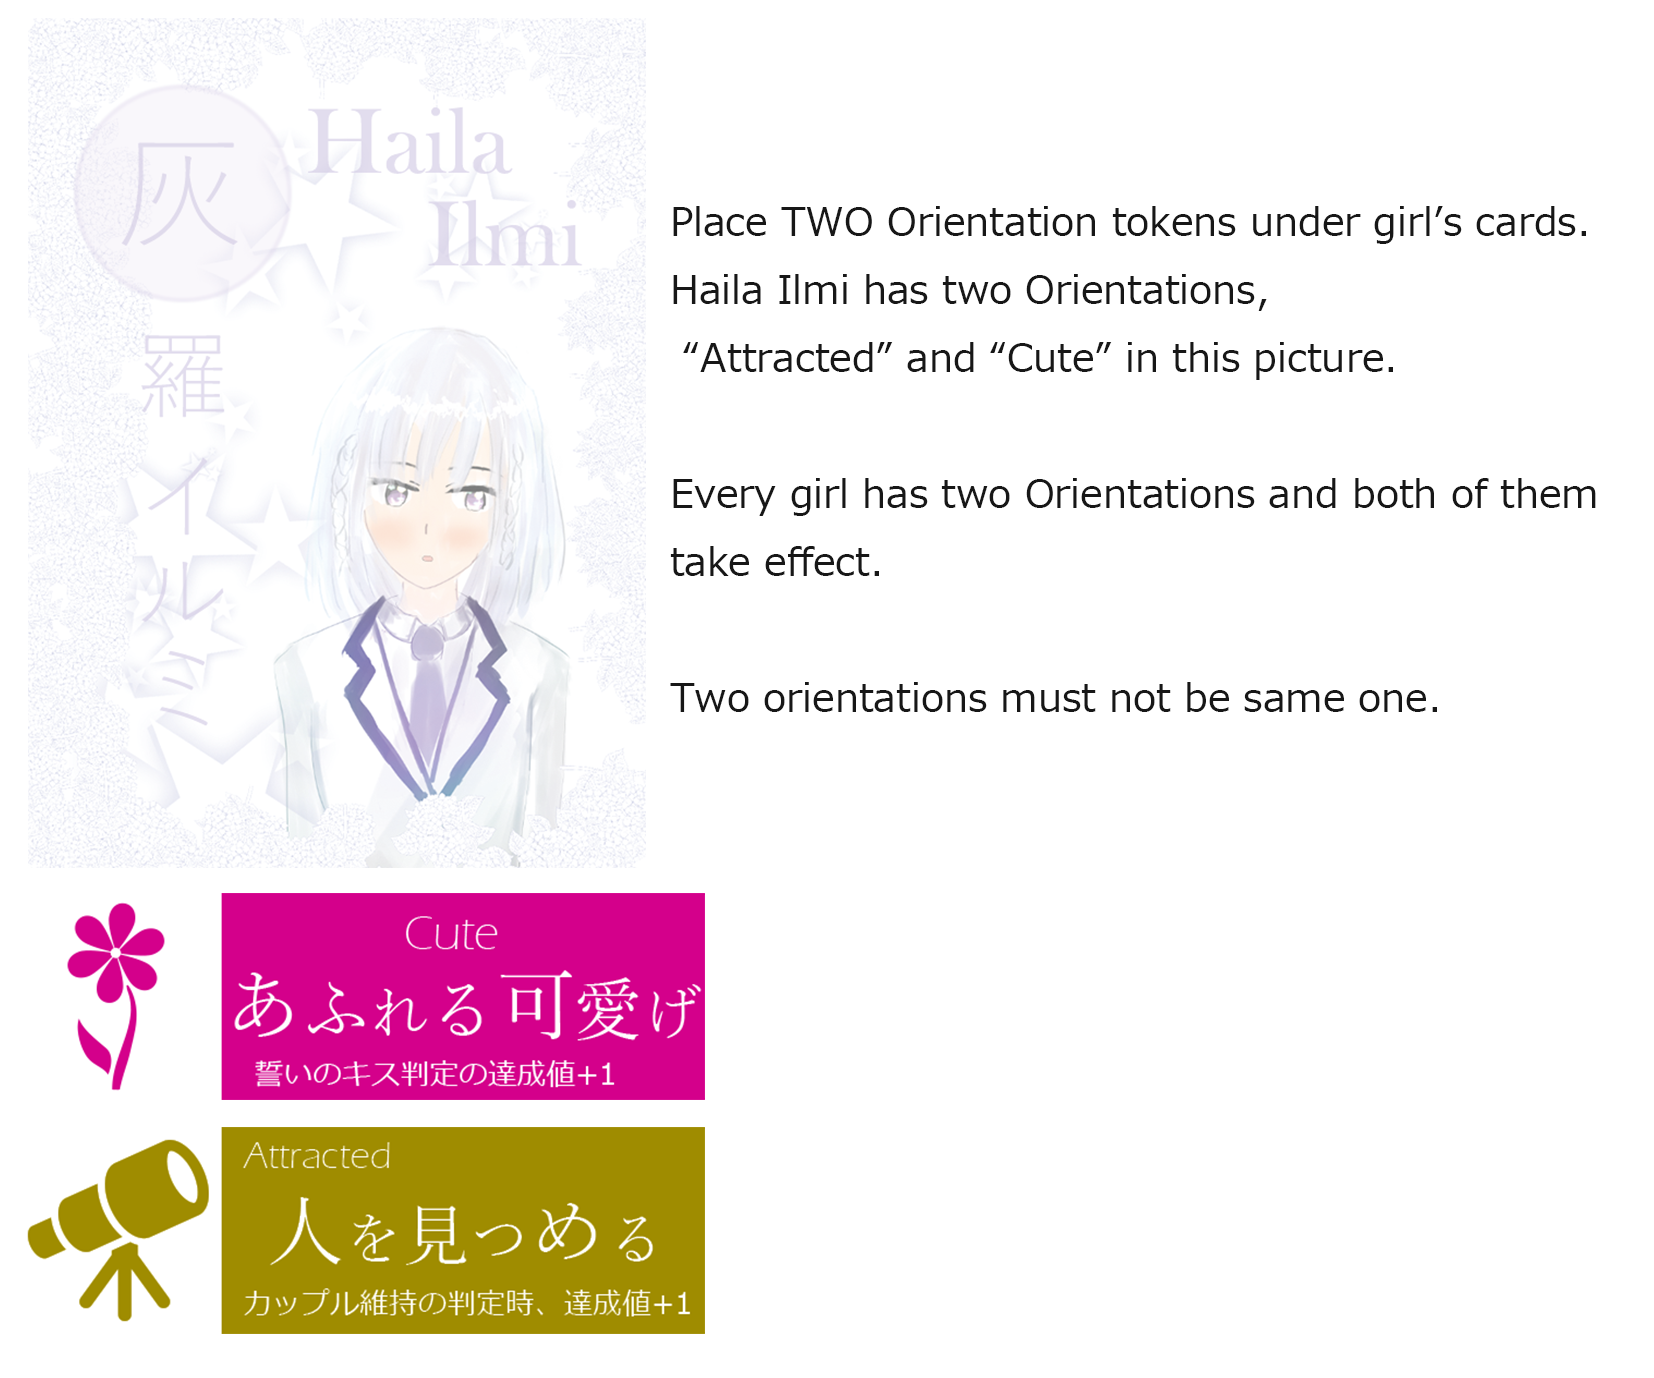 灰
羅
イ
ル
ミ
Haila
Ilmi
Place TWO Orientation tokens under girl’s cards.
Haila Ilmi has two Orientations,
“Attracted” and “Cute” in this picture.
Every girl has two Orientations and both of them
take effect.
Two orientations must not be same one.
Cute
あふれる可愛げ
誓いのキス判定の達成値+1
Attracted
人を見つめる
カップル維持の判定時、達成値+1